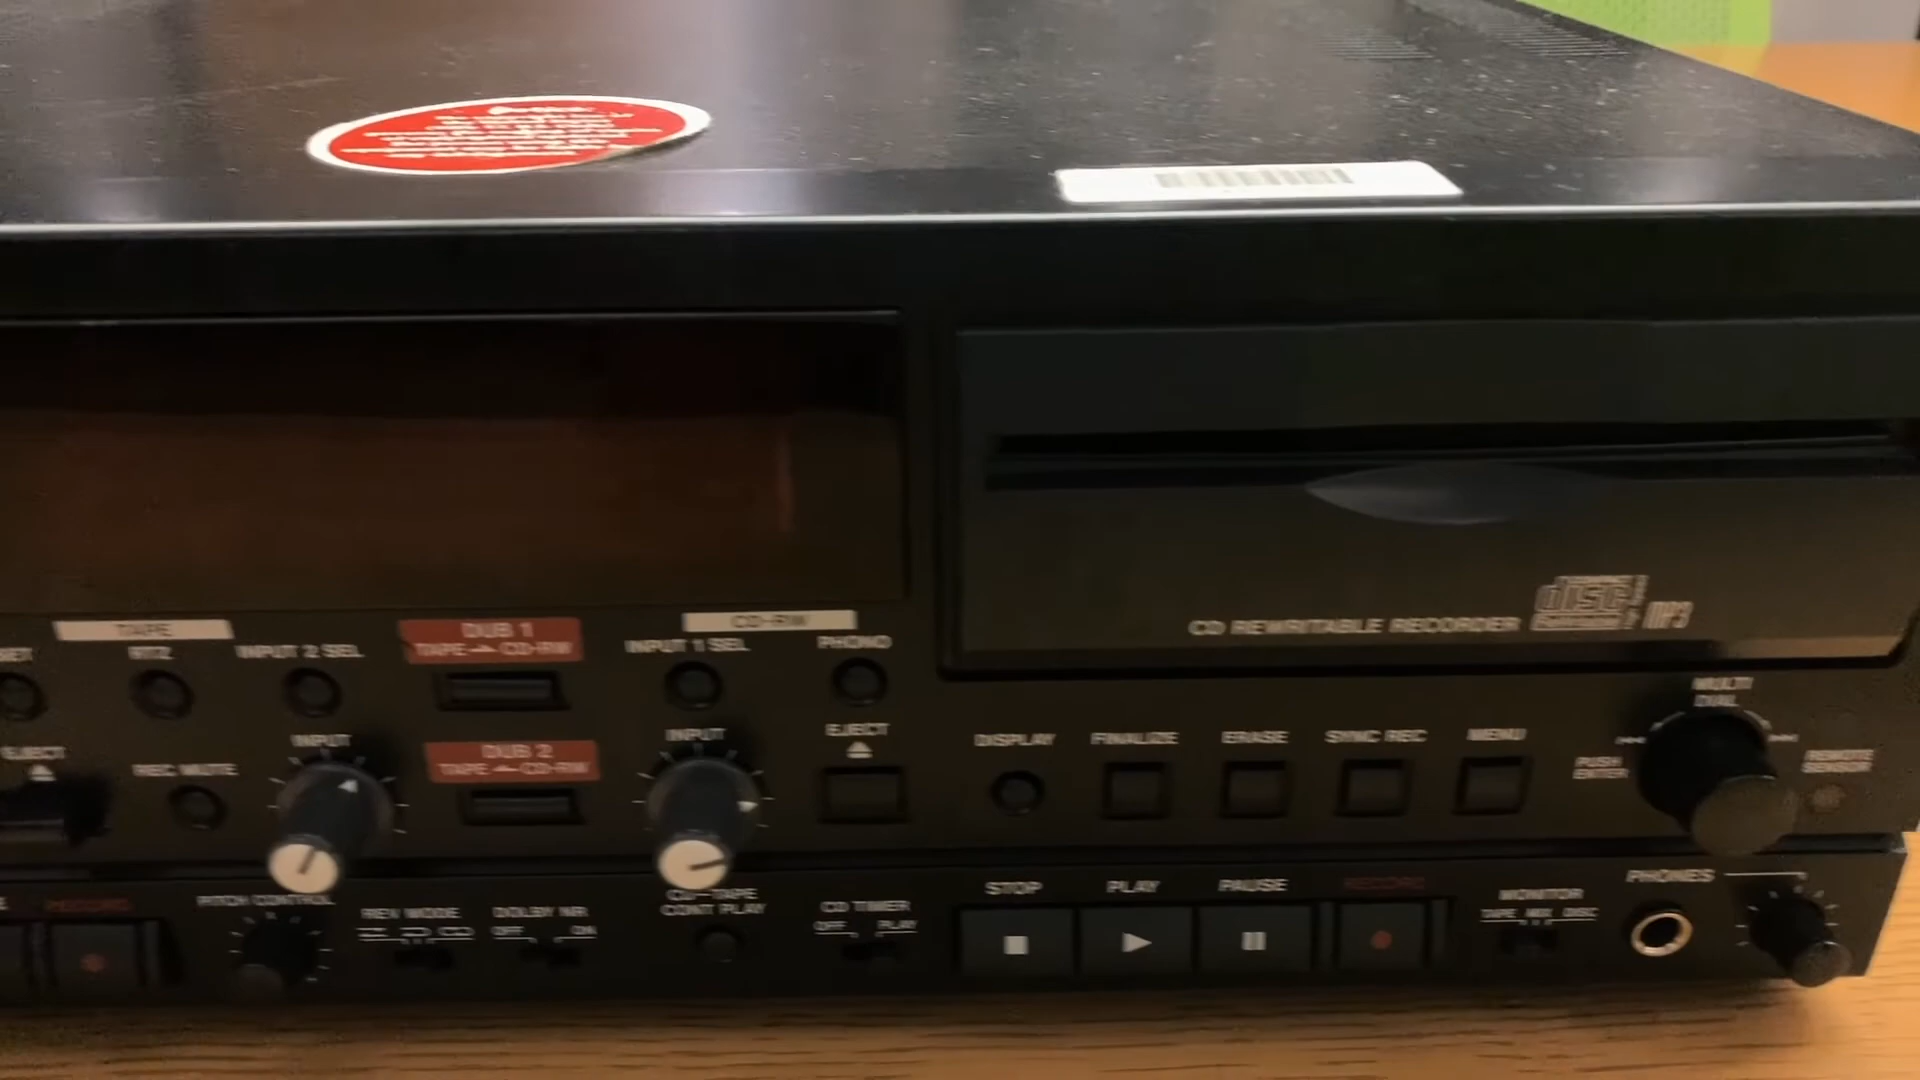 CD REWRITABLE RECORDER
disc
MP3
TAPE
RTZ
INPUT 2 SEL
DUB 1
TAPE CD-RW
INPUT 1 SEL
CD-RW
PHONO
MULTI
DIAL
EJECT
REC MUTE
INPUT
DUB 2
TAPE CD-RW
INPUT
EJECT
DISPLAY
FINALIZE
ERASE
SYNC REC
MENU
PUSH
ENTER
REMOTE
SENSOR
RECORD
PITCH CONTROL
REV MODE
DOLBY NR
OFF
ON
CD-TAPE
CONT PLAY
CD TIMER
OFF PLAY
STOP
PLAY
PAUSE
RECORD
MONITOR
TAPE MIX DISC
PHONES